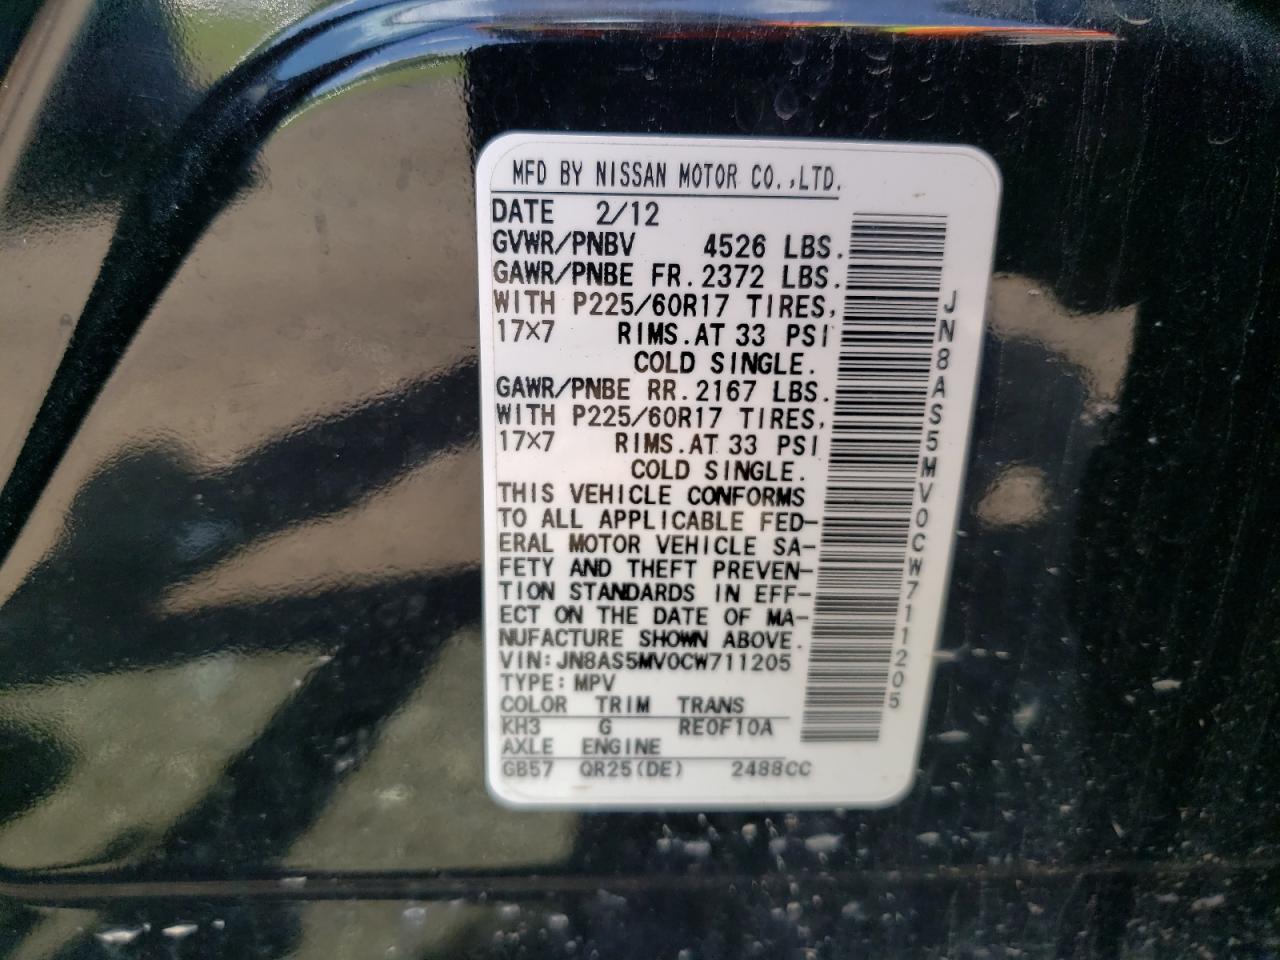 MFD BY NISSAN MOTOR CO.,LTD.
DATE 2/12
GVWR/PNBV 4526 LBS.
GAWR/PNBE FR. 2372 LBS.
WITH P225/60R17 TIRES,
17X7 RIMS. AT 33 PSI
COLD SINGLE.
GAWR/PNBE RR. 2167 LBS.
WITH P225/60R17 TIRES,
17X7 RIMS. AT 33 PSI
COLD SINGLE.
THIS VEHICLE CONFORMS
TO ALL APPLICABLE FED-
ERAL MOTOR VEHICLE SA-
FETY AND THEFT PREVEN-
TION STANDARDS IN EFF-
ECT ON THE DATE OF MA-
NUFACTURE SHOWN ABOVE.
VIN: JN8AS5MV0CW711205
TYPE: MPV
COLOR TRIM TRANS
KH3 G RE0F10A
AXLE ENGINE
GB57 QR25(DE) 2488CC
JN8AS5MV0CW711205